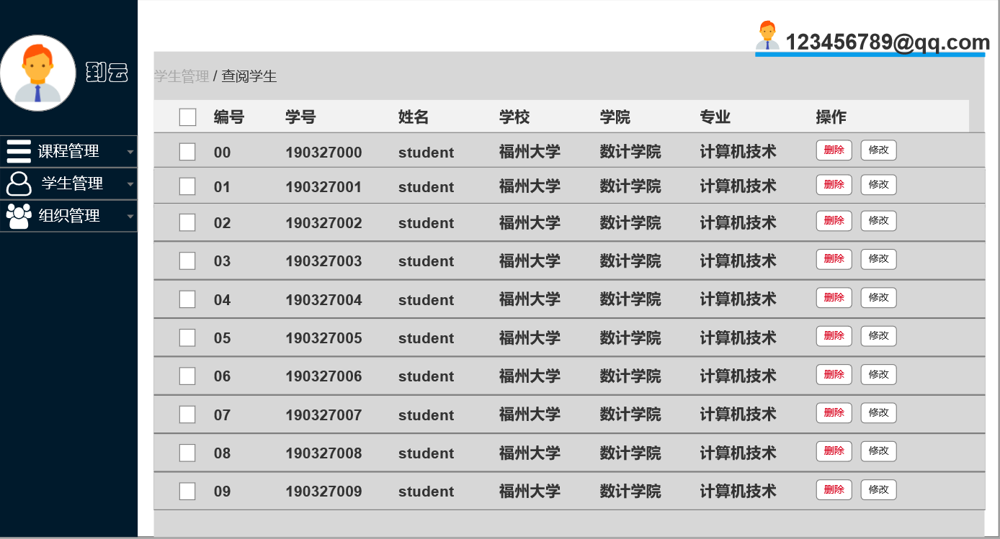 123456789@qq.com
到云
学生管理 / 查阅学生
课程管理
学生管理
组织管理
编号 学号 姓名 学校 学院 专业 操作
00 190327000 student 福州大学 数计学院 计算机技术 删除 修改
01 190327001 student 福州大学 数计学院 计算机技术 删除 修改
02 190327002 student 福州大学 数计学院 计算机技术 删除 修改
03 190327003 student 福州大学 数计学院 计算机技术 删除 修改
04 190327004 student 福州大学 数计学院 计算机技术 删除 修改
05 190327005 student 福州大学 数计学院 计算机技术 删除 修改
06 190327006 student 福州大学 数计学院 计算机技术 删除 修改
07 190327007 student 福州大学 数计学院 计算机技术 删除 修改
08 190327008 student 福州大学 数计学院 计算机技术 删除 修改
09 190327009 student 福州大学 数计学院 计算机技术 删除 修改